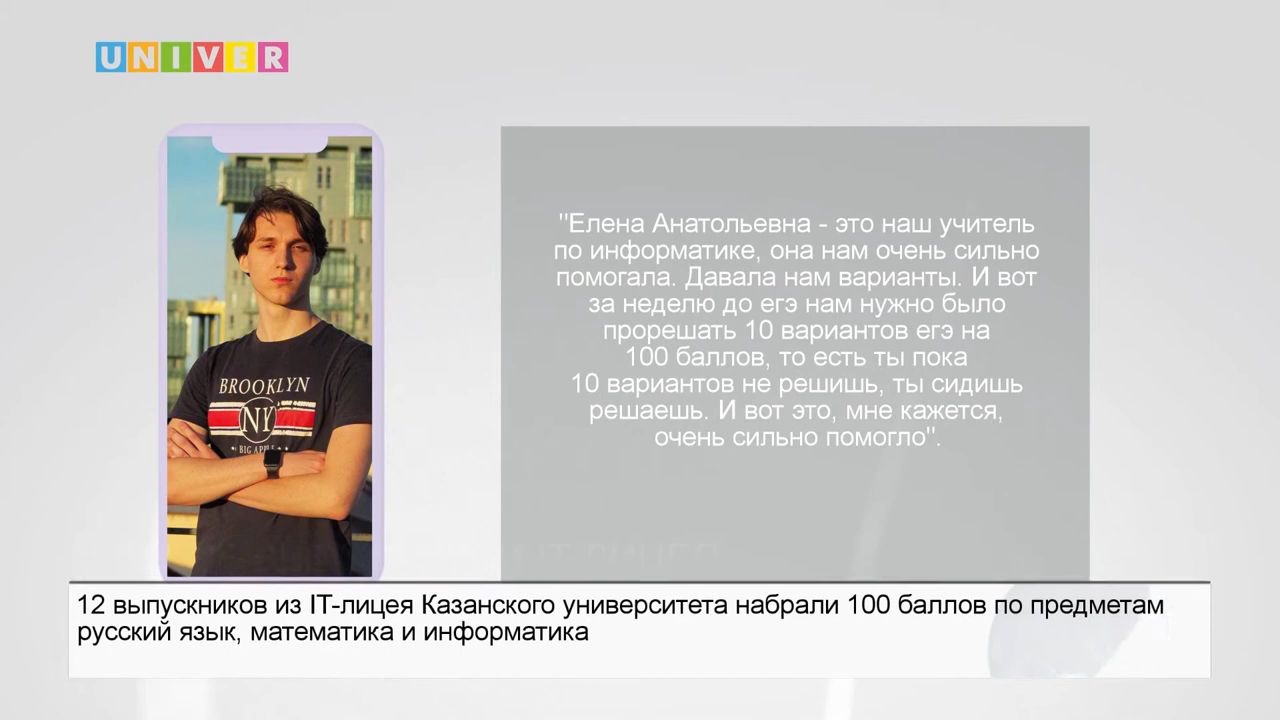 UNIVER
BROOKLYN
NY
BIG APPLE
"Елена Анатольевна - это наш учитель
по информатике, она нам очень сильно
помогала. Давала нам варианты. И вот
за неделю до егэ нам нужно было
прорешать 10 вариантов егэ на
100 баллов, то есть ты пока
10 вариантов не решишь, ты сидишь
решаешь. И вот это, мне кажется,
очень сильно помогло".
12 выпускников из IT-лицея Казанского университета набрали 100 баллов по предметам
русский язык, математика и информатика